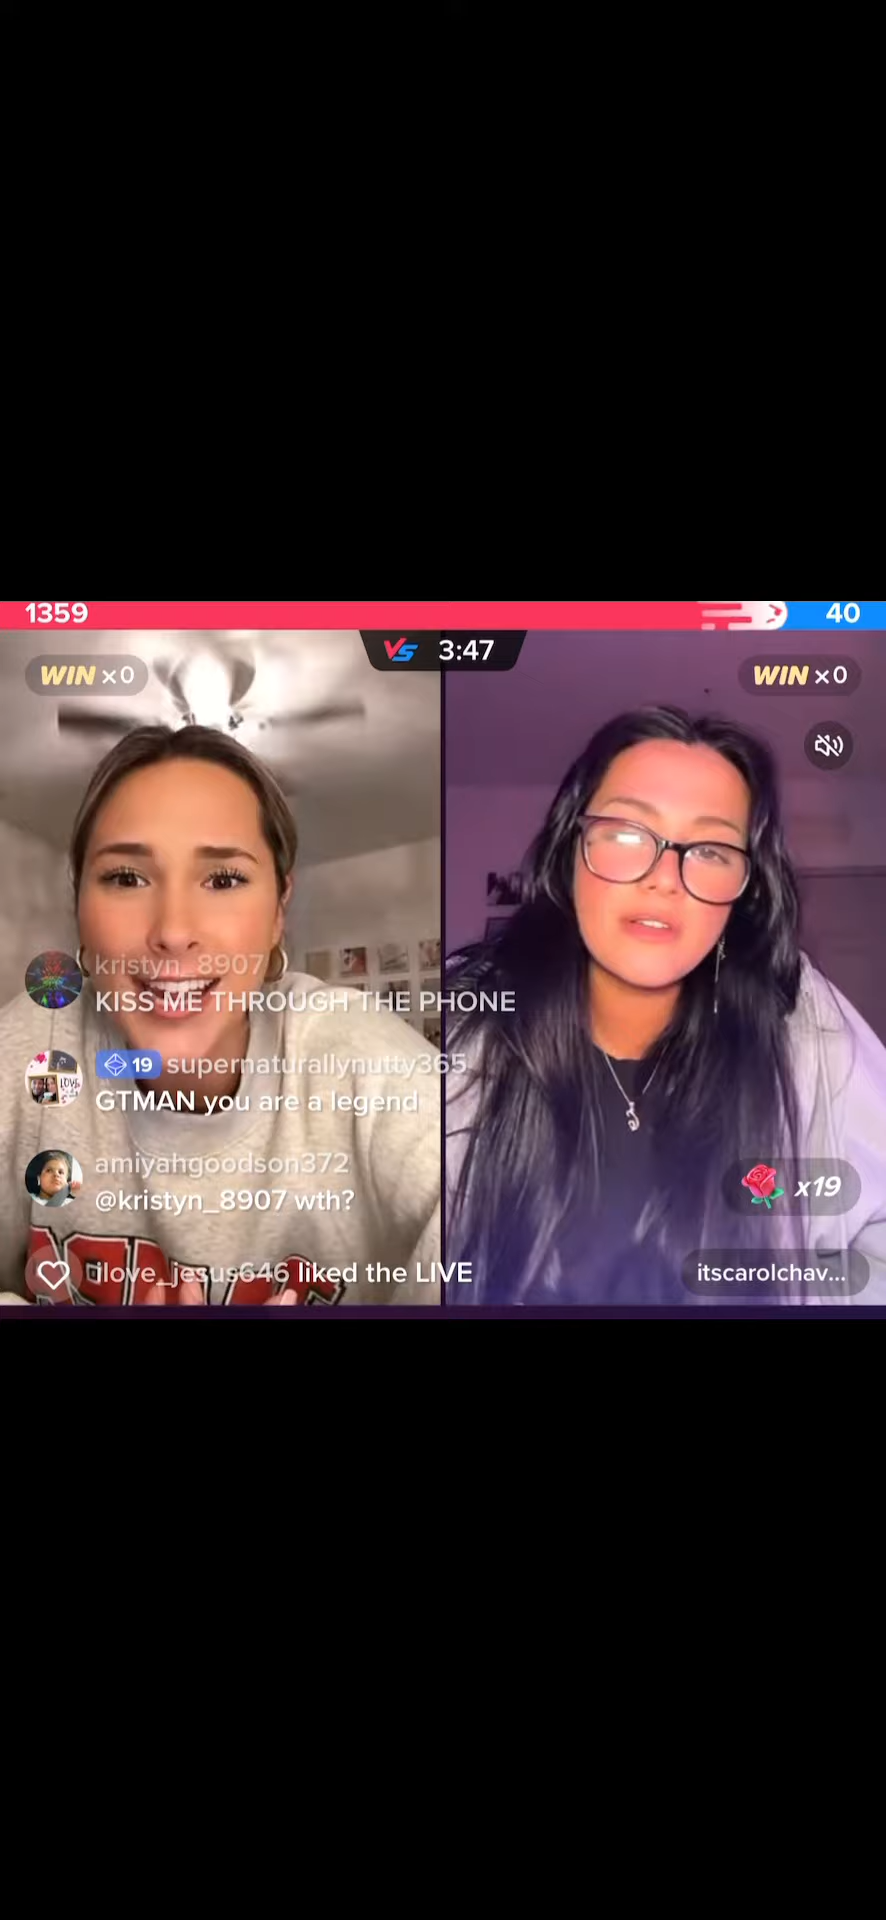 1359
40
VS 3:47
WIN x0
WIN x0
kristyn_8907
KISS ME THROUGH THE PHONE
19 supernaturallynutty365
GTMAN you are a legend
amiyahgoodson372
@kristyn_8907 wth?
x19
ilove_jesus646 liked the LIVE
itscarolchav...